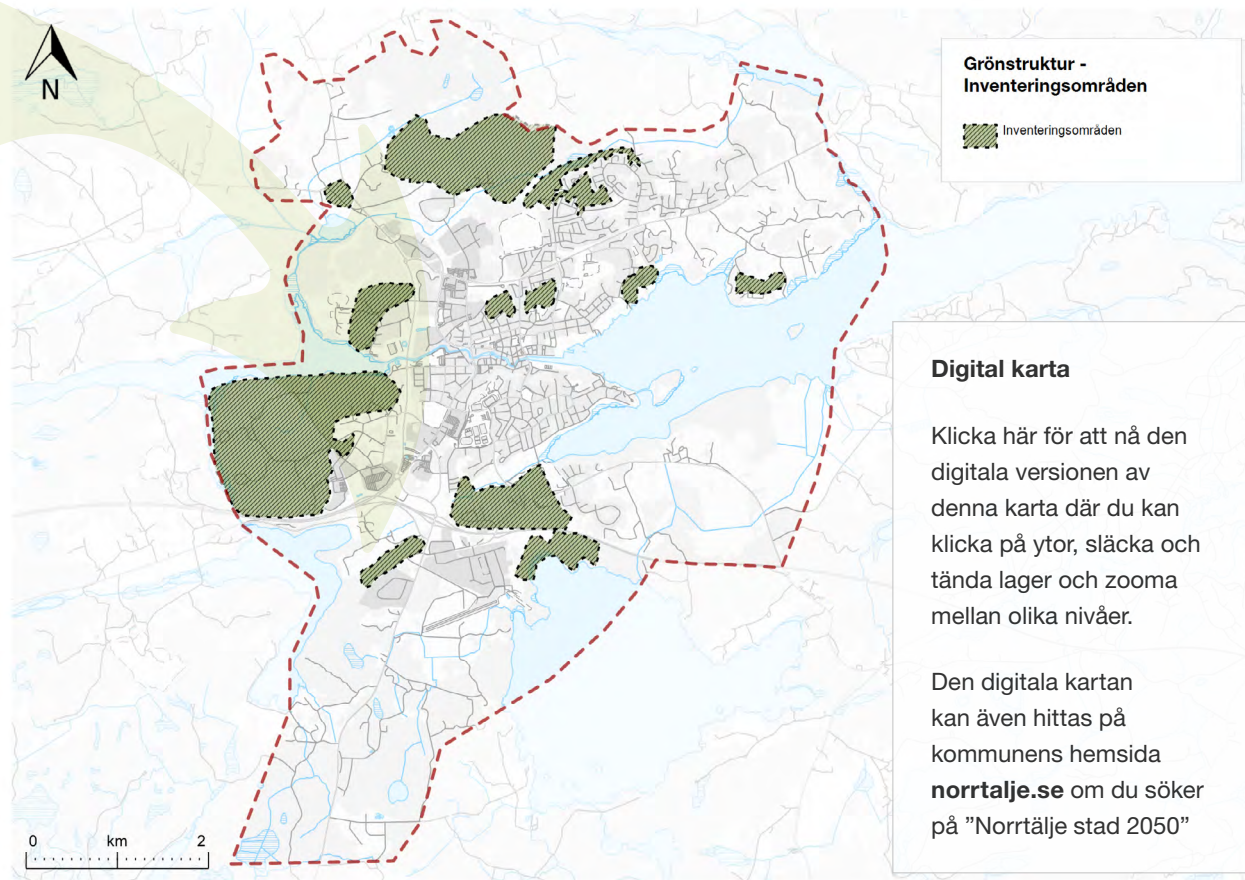 N
Grönstruktur -
Inventeringsområden
Inventeringsområden
Digital karta
Klicka här för att nå den
digitala versionen av
denna karta där du kan
klicka på ytor, släcka och
tända lager och zooma
mellan olika nivåer.
Den digitala kartan
kan även hittas på
kommunens hemsida
norrtalje.se om du söker
på ”Norrtälje stad 2050”
0 km 2